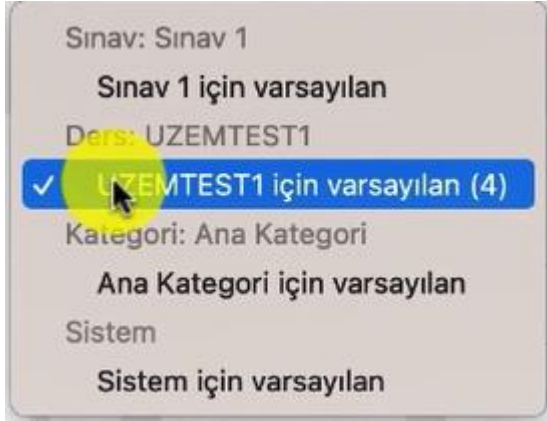 Sınav: Sınav 1
Sınav 1 için varsayılan
Ders: UZEMTEST1
UZEMTEST1 için varsayılan (4)
Kategori: Ana Kategori
Ana Kategori için varsayılan
Sistem
Sistem için varsayılan